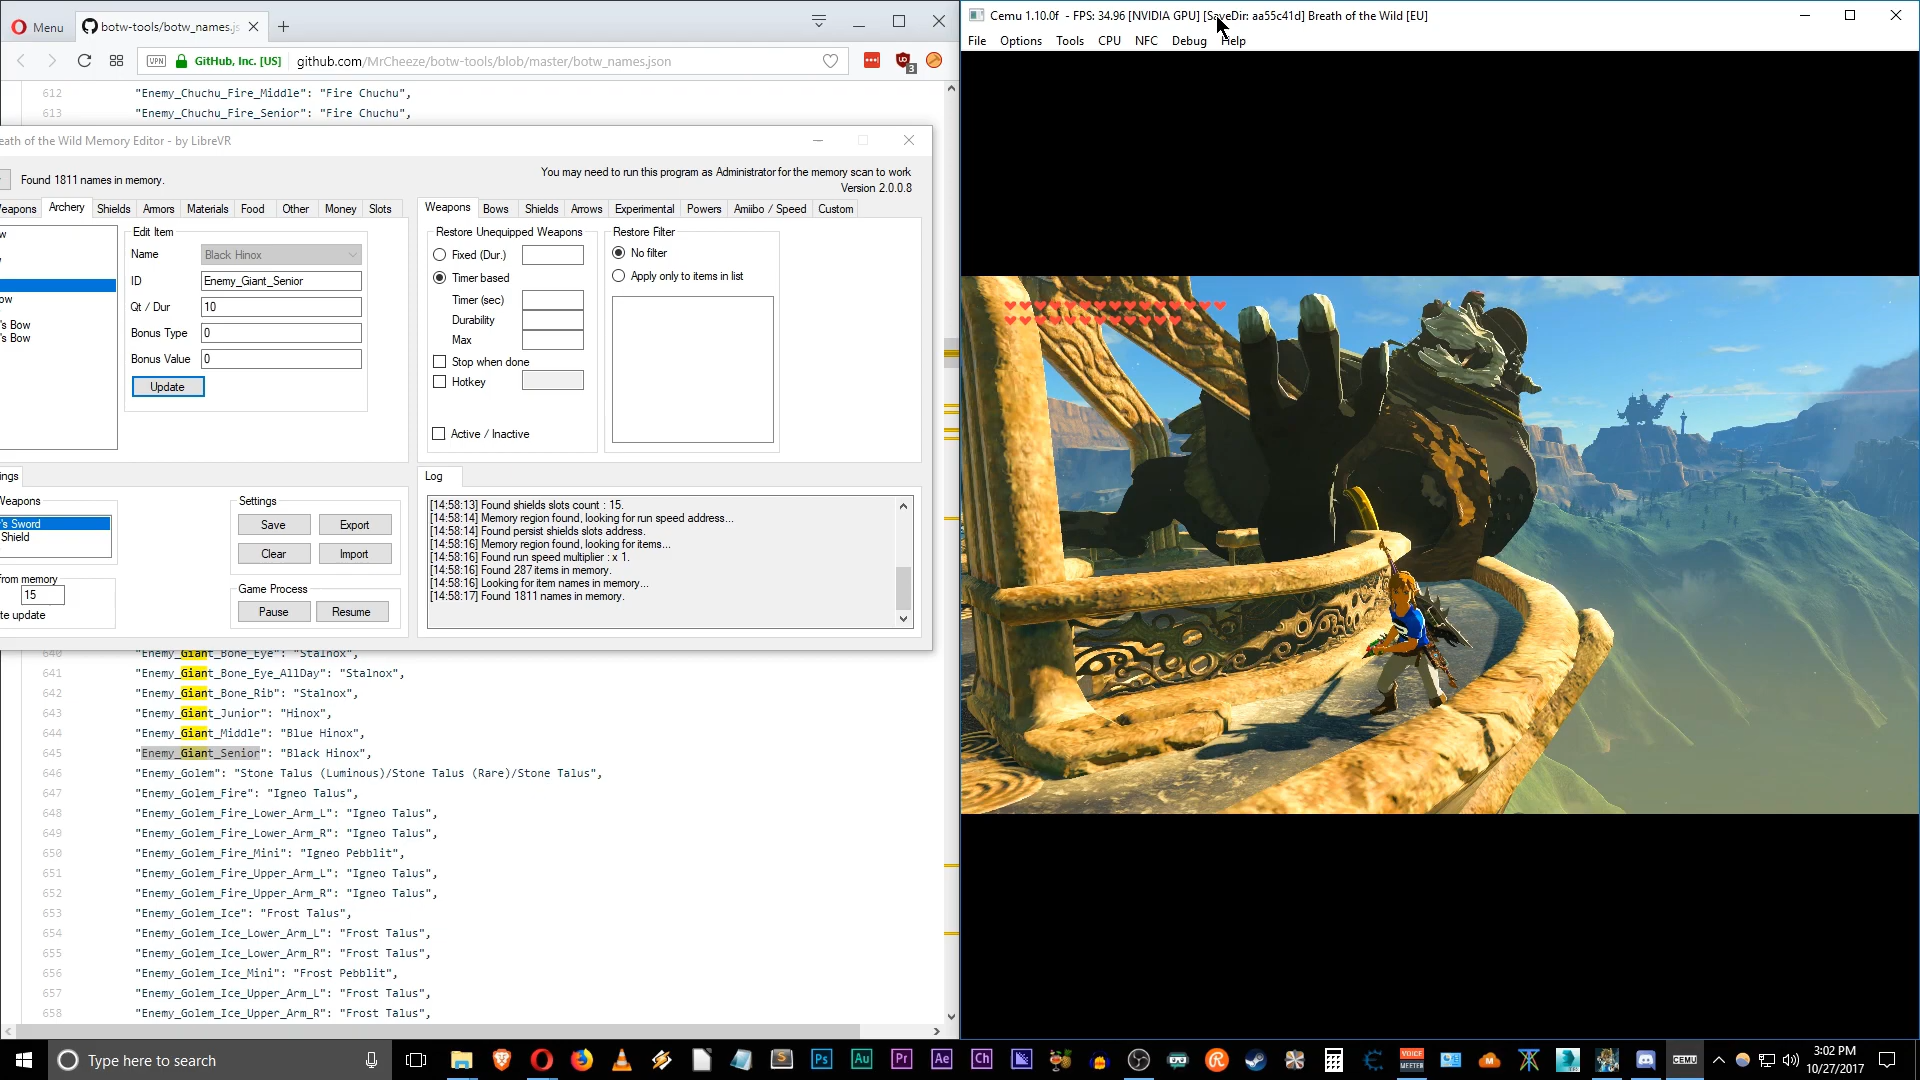 Menu
botw-tools/botw_names.js
VPN
GitHub, Inc. [US]
github.com/MrCheeze/botw-tools/blob/master/botw_names.json
3
612 "Enemy_Chuchu_Fire_Middle": "Fire Chuchu",
613 "Enemy_Chuchu_Fire_Senior": "Fire Chuchu",
eath of the Wild Memory Editor - by LibreVR
Found 1811 names in memory.
You may need to run this program as Administrator for the memory scan to work
Version 2.0.0.8
eapons Archery Shields Armors Materials Food Other Money Slots
Edit Item
Name Black Hinox
ID Enemy_Giant_Senior
Qt / Dur 10
Bonus Type 0
Bonus Value 0
Update
w
ow
's Bow
's Bow
Weapons Bows Shields Arrows Experimental Powers Amiibo / Speed Custom
Restore Unequipped Weapons
Fixed (Dur.)
Timer based
Timer (sec)
Durability
Max
Stop when done
Hotkey
Active / Inactive
Restore Filter
No filter
Apply only to items in list
ings
Weapons
's Sword
Shield
from memory
15
te update
Settings
Save Export
Clear Import
Game Process
Pause Resume
Log
[14:58:13] Found shields slots count : 15.
[14:58:14] Memory region found, looking for run speed address...
[14:58:14] Found persist shields slots address.
[14:58:16] Memory region found, looking for items...
[14:58:16] Found run speed multiplier : x 1.
[14:58:16] Found 287 items in memory.
[14:58:16] Looking for item names in memory...
[14:58:17] Found 1811 names in memory.
640 "Enemy_Giant_Bone_Eye": "Stalnox",
641 "Enemy_Giant_Bone_Eye_AllDay": "Stalnox",
642 "Enemy_Giant_Bone_Rib": "Stalnox",
643 "Enemy_Giant_Junior": "Hinox",
644 "Enemy_Giant_Middle": "Blue Hinox",
645 "Enemy_Giant_Senior": "Black Hinox",
646 "Enemy_Golem": "Stone Talus (Luminous)/Stone Talus (Rare)/Stone Talus",
647 "Enemy_Golem_Fire": "Igneo Talus",
648 "Enemy_Golem_Fire_Lower_Arm_L": "Igneo Talus",
649 "Enemy_Golem_Fire_Lower_Arm_R": "Igneo Talus",
650 "Enemy_Golem_Fire_Mini": "Igneo Pebblit",
651 "Enemy_Golem_Fire_Upper_Arm_L": "Igneo Talus",
652 "Enemy_Golem_Fire_Upper_Arm_R": "Igneo Talus",
653 "Enemy_Golem_Ice": "Frost Talus",
654 "Enemy_Golem_Ice_Lower_Arm_L": "Frost Talus",
655 "Enemy_Golem_Ice_Lower_Arm_R": "Frost Talus",
656 "Enemy_Golem_Ice_Mini": "Frost Pebblit",
657 "Enemy_Golem_Ice_Upper_Arm_L": "Frost Talus",
658 "Enemy_Golem_Ice_Upper_Arm_R": "Frost Talus",
Cemu 1.10.0f - FPS: 34.96 [NVIDIA GPU] [SaveDir: aa55c41d] Breath of the Wild [EU]
File Options Tools CPU NFC Debug Help
Type here to search
Ps Au Pr Ae Ch
VOICE MEETER
CEMU
3:02 PM
10/27/2017